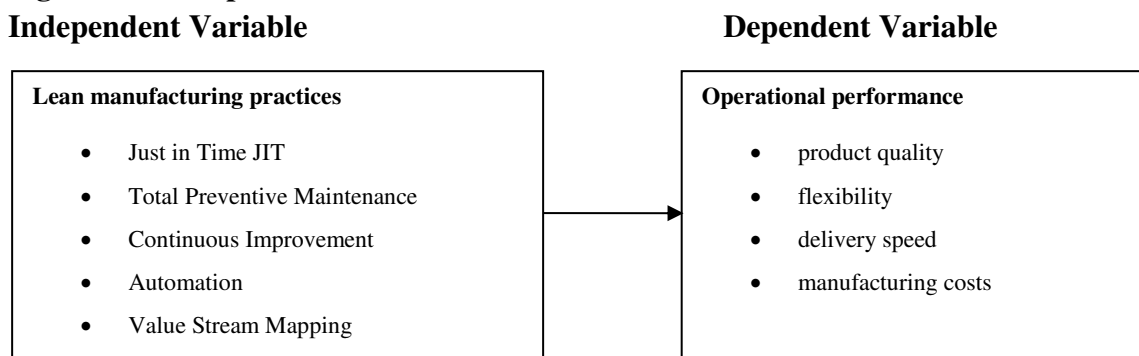 Independent Variable
Dependent Variable
Lean manufacturing practices
• Just in Time JIT
• Total Preventive Maintenance
• Continuous Improvement
• Automation
• Value Stream Mapping
Operational performance
• product quality
• flexibility
• delivery speed
• manufacturing costs